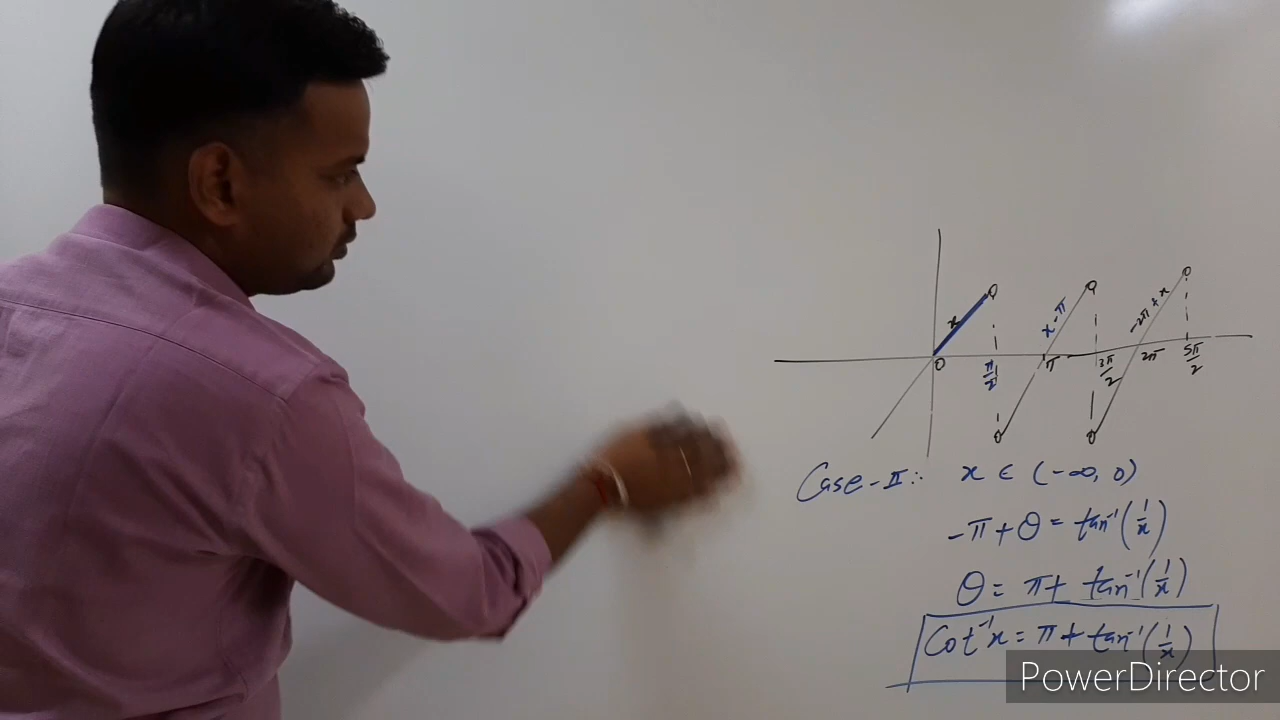 x
x-π
-2π+x
0
π/2
π
3π/2
2π
5π/2
Case-II:- x ∈ (-∞, 0)
-π+θ = tan⁻¹(1/x)
θ = π + tan⁻¹(1/x)
Cot⁻¹x = π + tan⁻¹(1/x)
PowerDirector